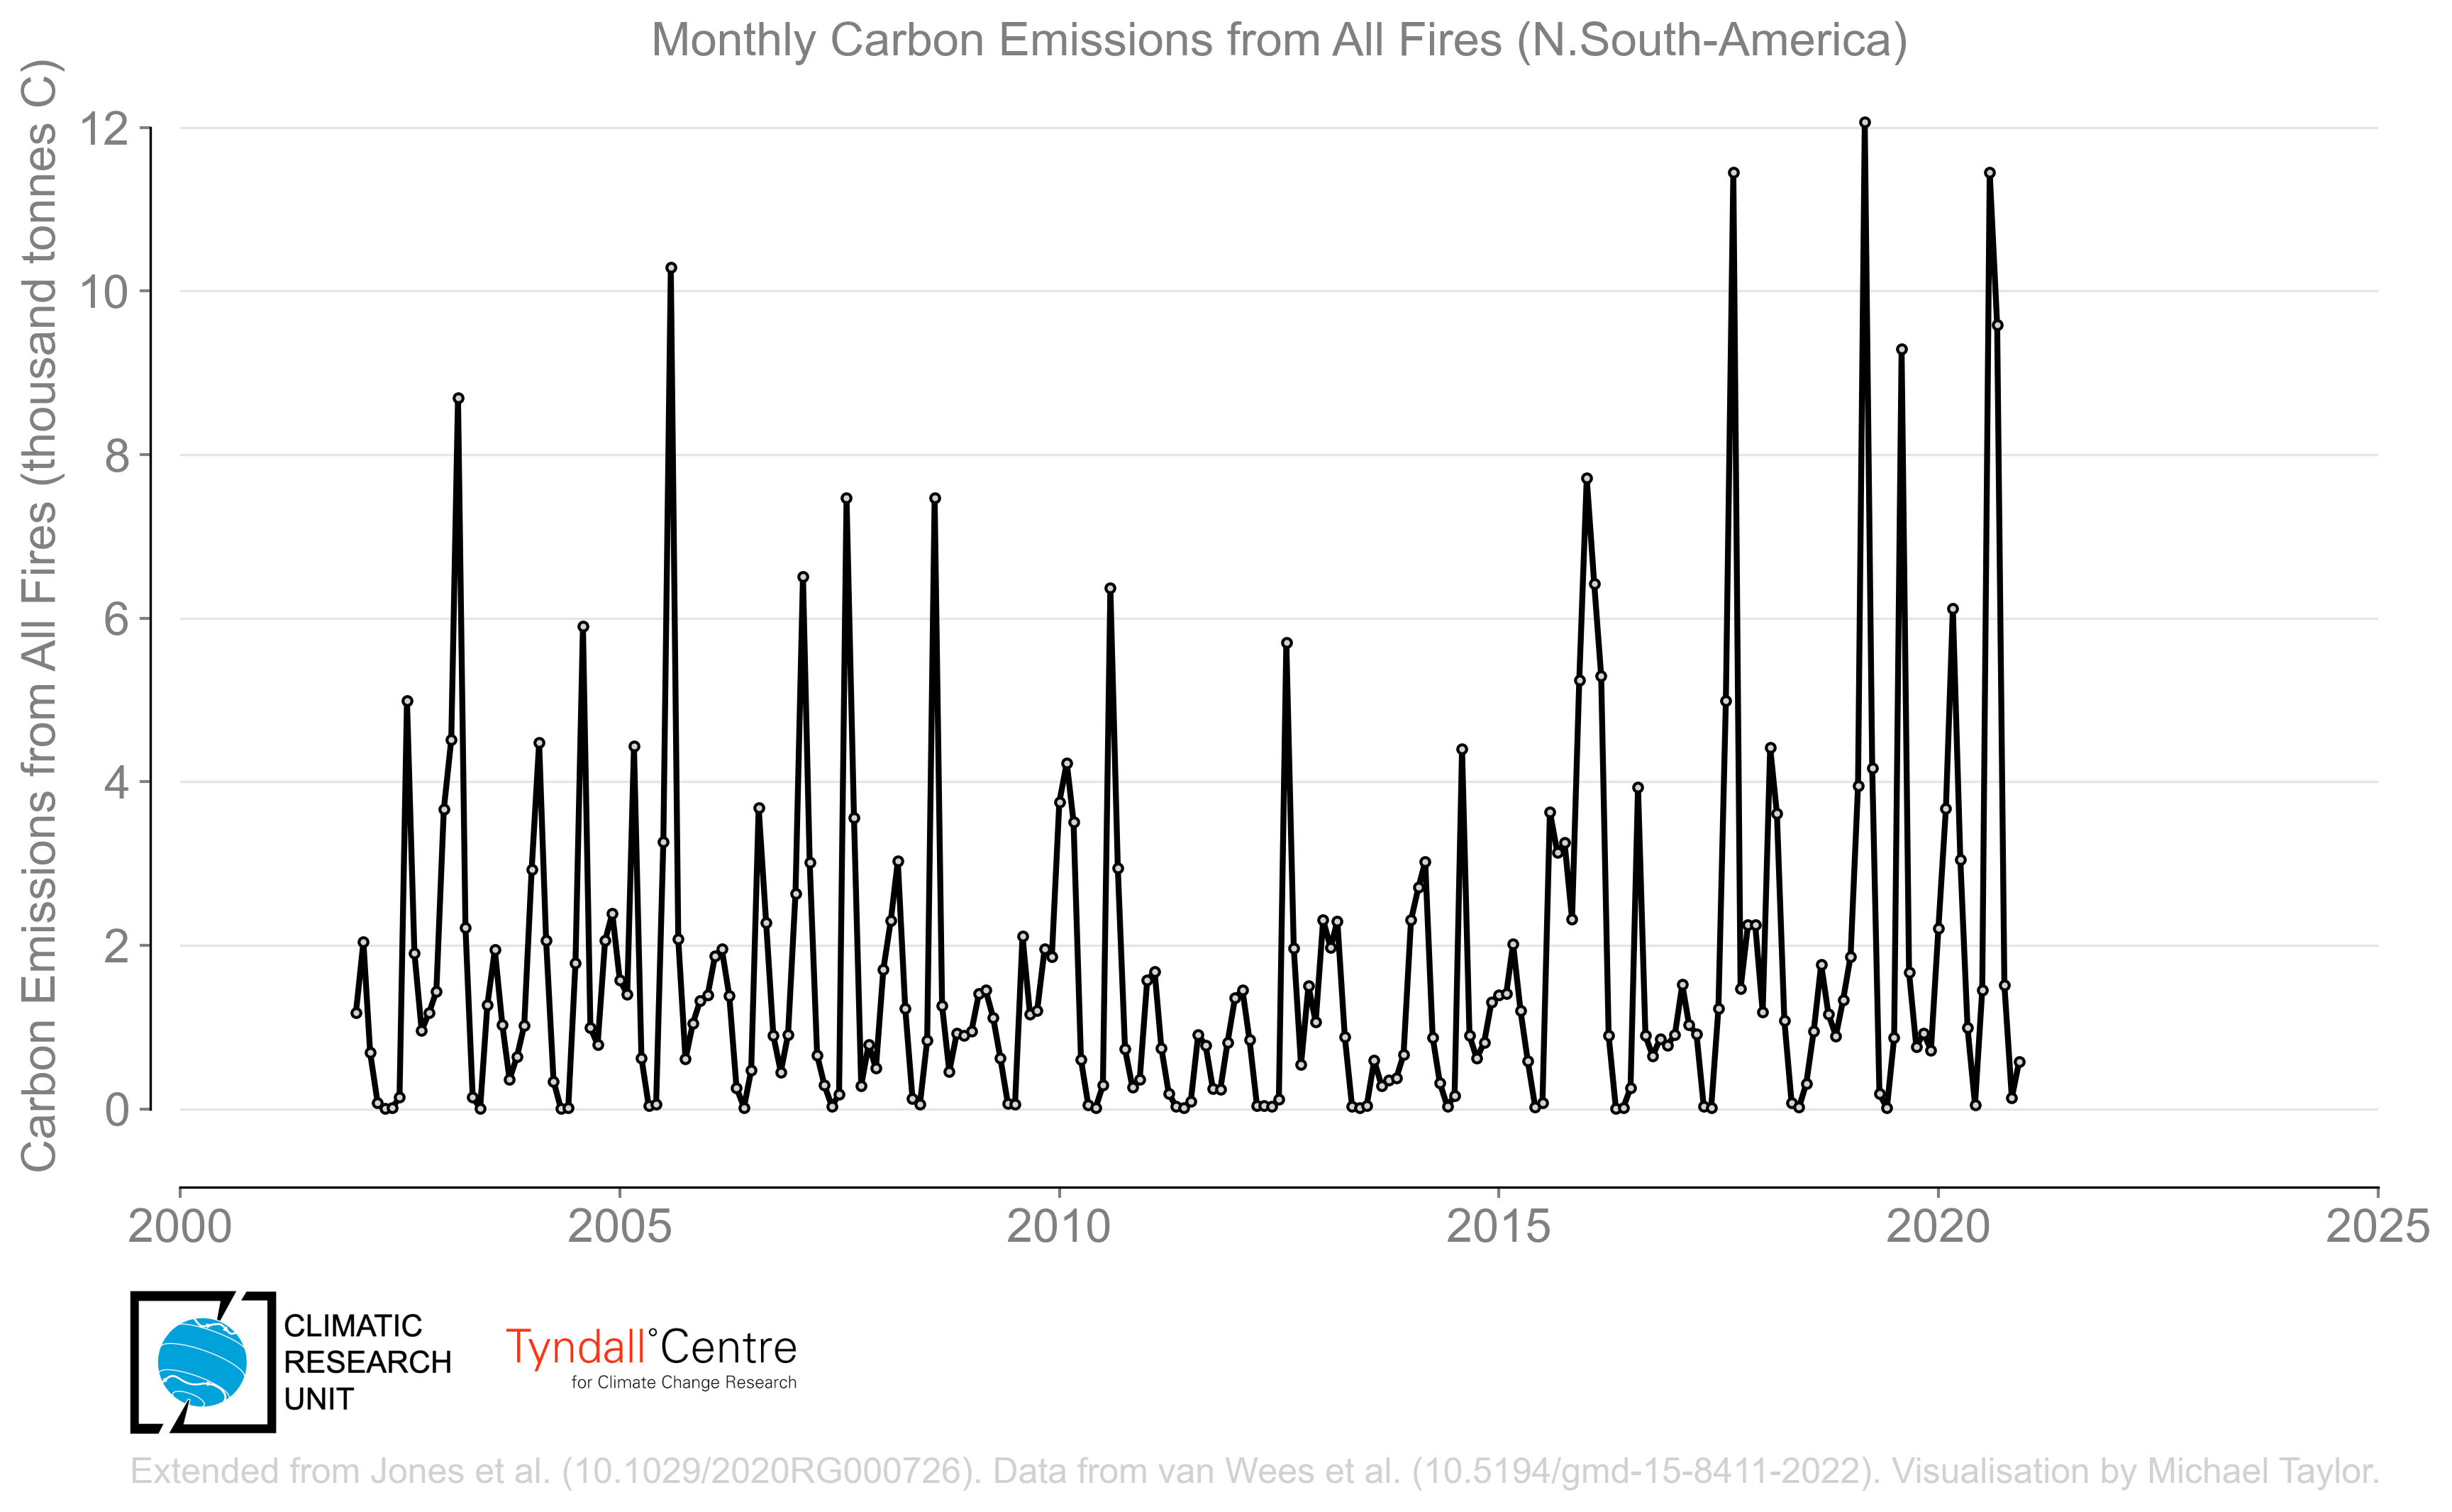 Monthly Carbon Emissions from All Fires (N.South-America)
Carbon Emissions from All Fires (thousand tonnes C)
12
10
8
6
4
2
0
2000 2005 2010 2015 2020 2025
CLIMATIC
RESEARCH
UNIT
Tyndall°Centre
for Climate Change Research
Extended from Jones et al. (10.1029/2020RG000726). Data from van Wees et al. (10.5194/gmd-15-8411-2022). Visualisation by Michael Taylor.